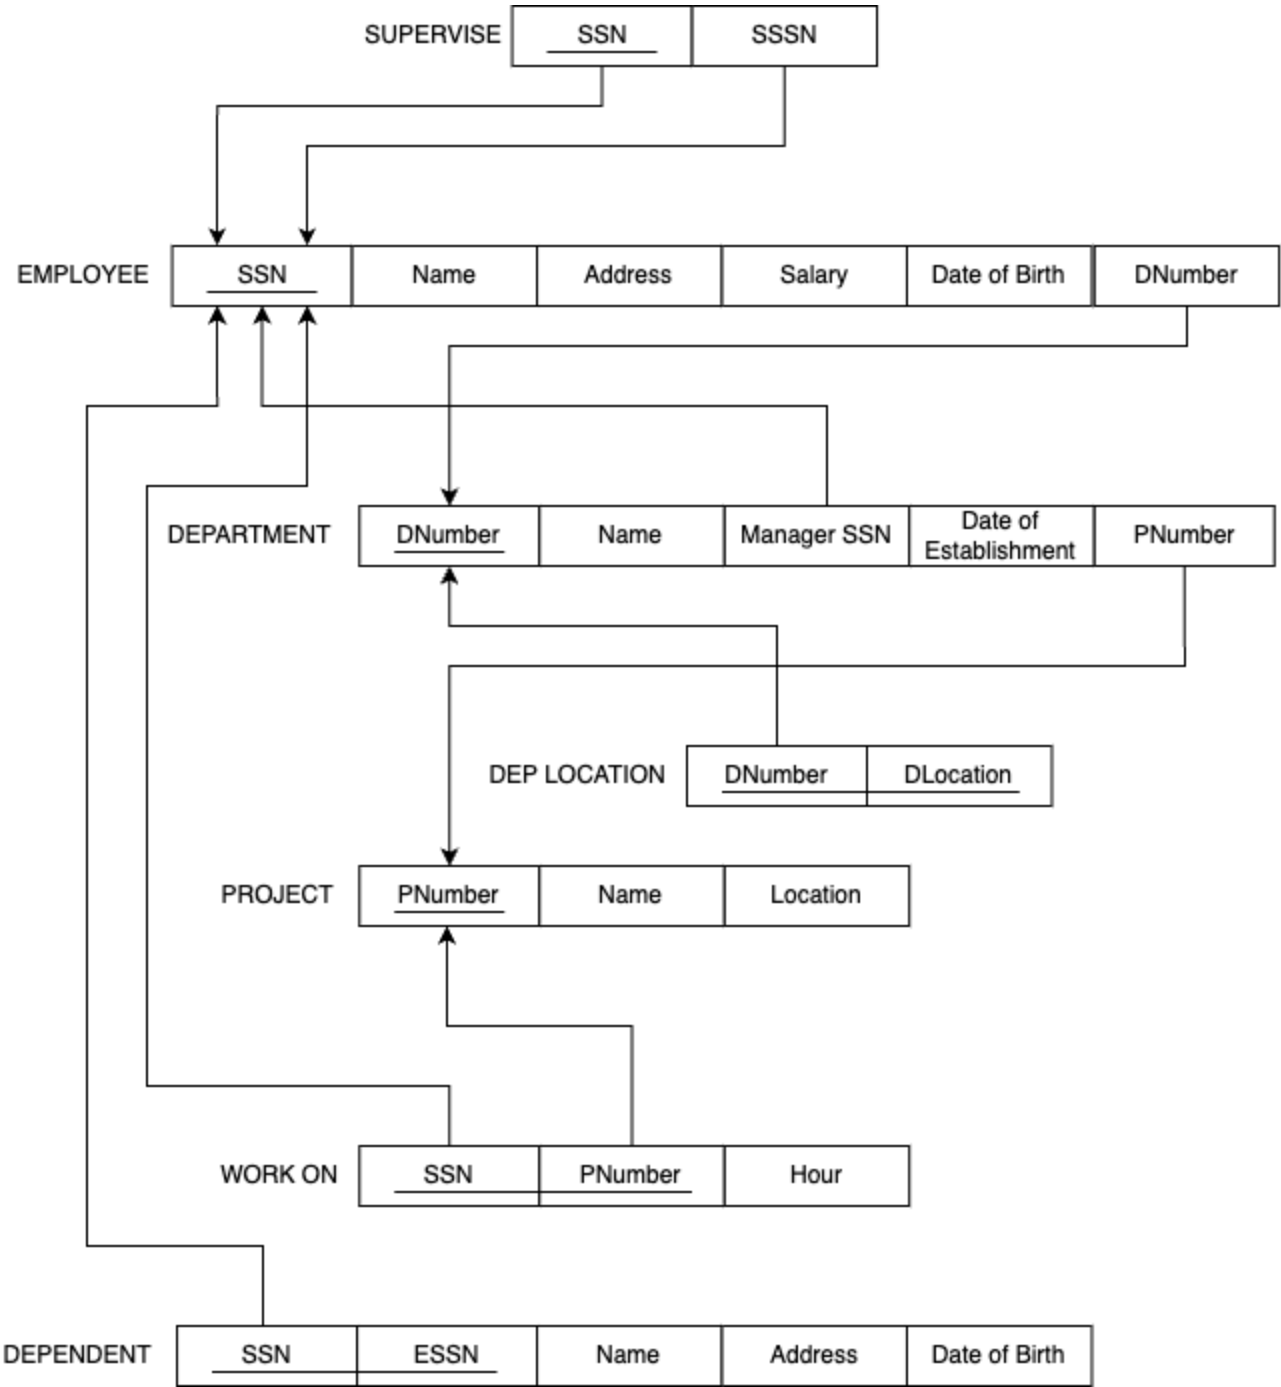 SUPERVISE SSN SSSN
EMPLOYEE SSN Name Address Salary Date of Birth DNumber
DEPARTMENT DNumber Name Manager SSN Date of Establishment PNumber
DEP LOCATION DNumber DLocation
PROJECT PNumber Name Location
WORK ON SSN PNumber Hour
DEPENDENT SSN ESSN Name Address Date of Birth